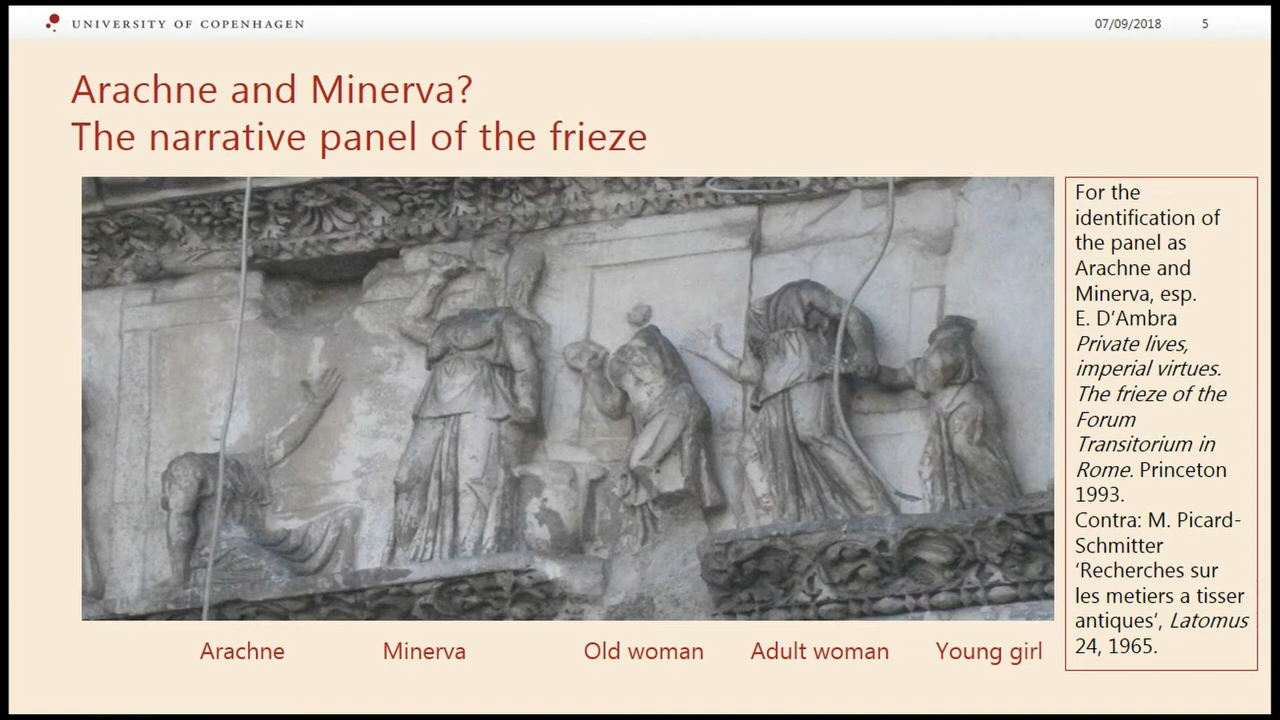 UNIVERSITY OF COPENHAGEN
07/09/2018 5
Arachne and Minerva?
The narrative panel of the frieze
For the
identification of
the panel as
Arachne and
Minerva, esp.
E. D'Ambra
Private lives,
imperial virtues.
The frieze of the
Forum
Transitorium in
Rome. Princeton
1993.
Contra: M. Picard-
Schmitter
‘Recherches sur
les metiers a tisser
antiques’, Latomus
24, 1965.
Arachne Minerva Old woman Adult woman Young girl